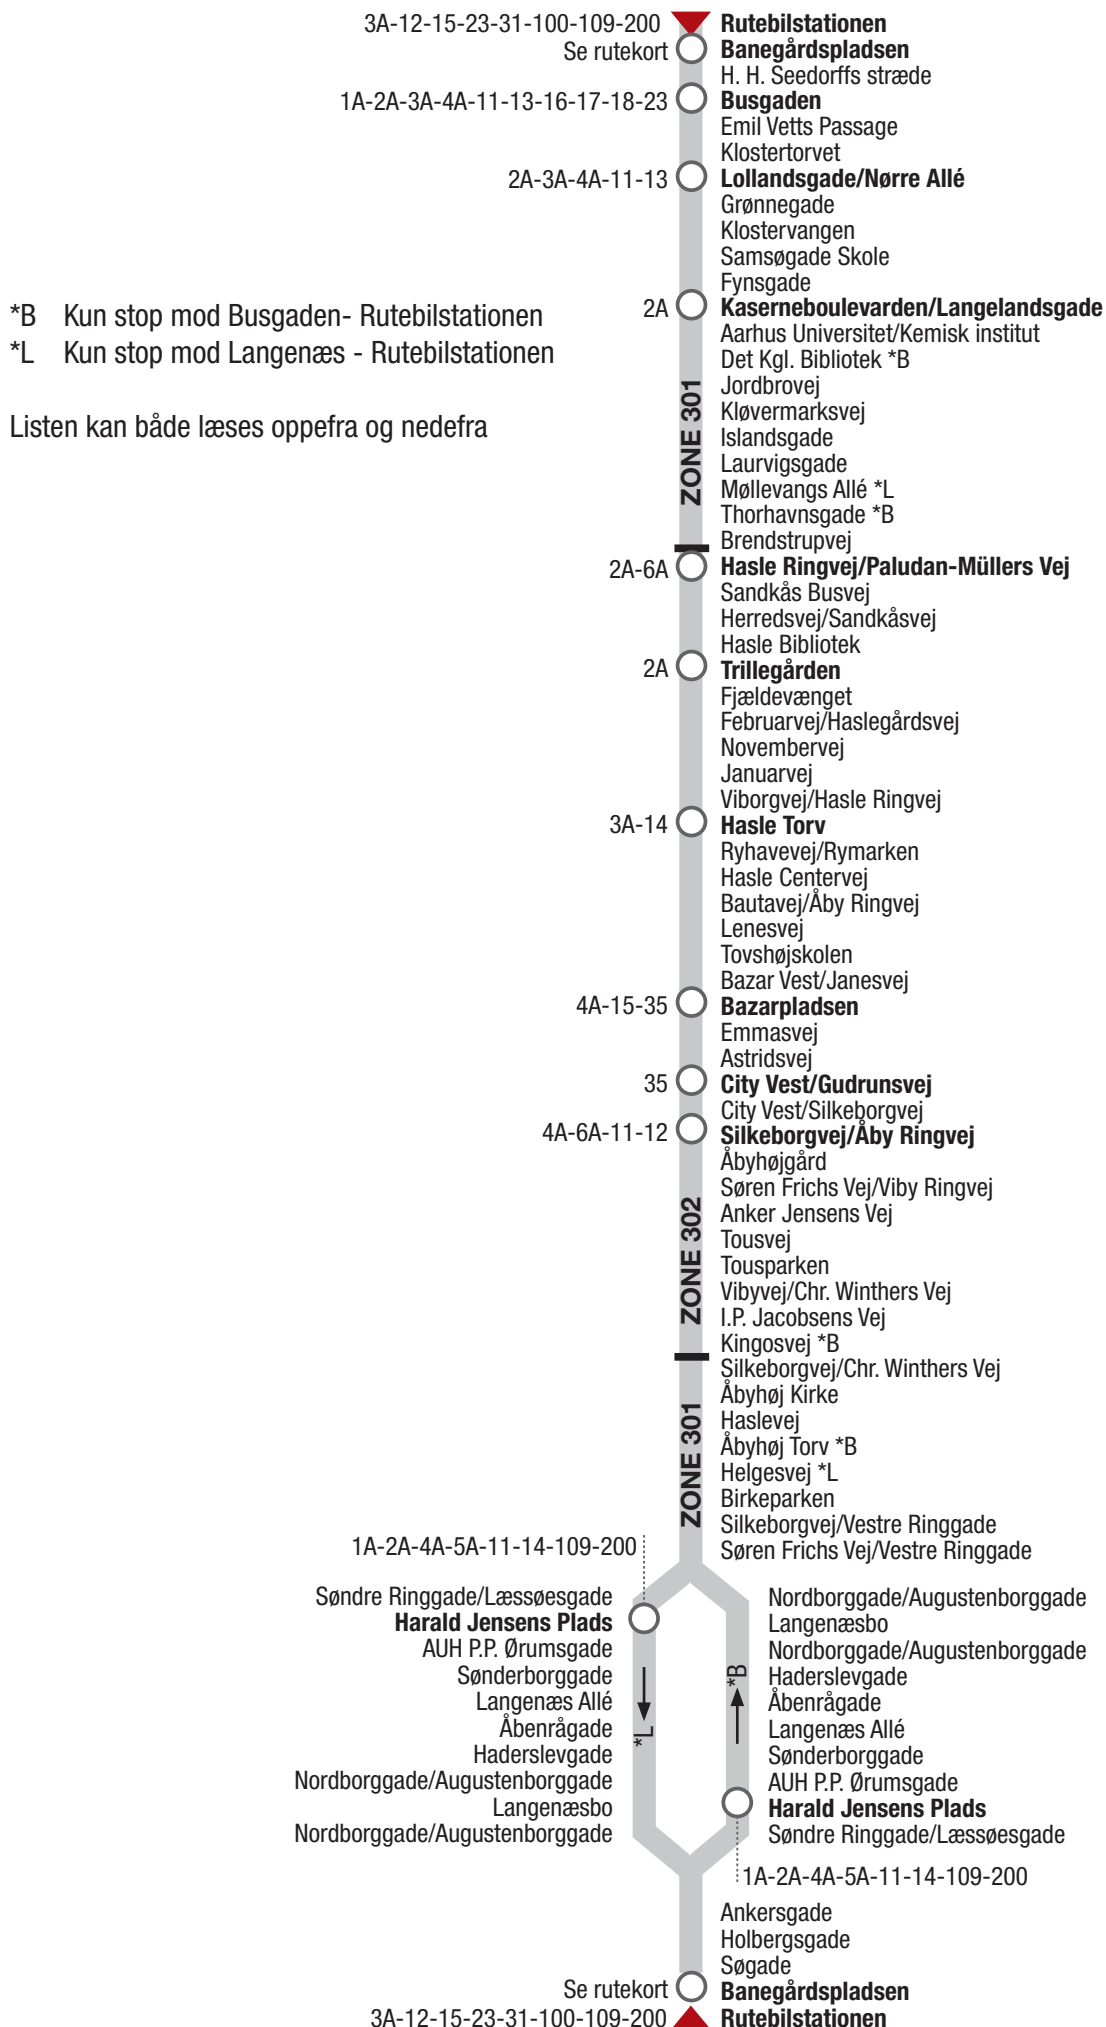 3A-12-15-23-31-100-109-200 Rutebilstationen
Se rutekort Banegårdspladsen
H. H. Seedorffs stræde
1A-2A-3A-4A-11-13-16-17-18-23 Busgaden
Emil Vetts Passage
Klostertorvet
2A-3A-4A-11-13 Lollandsgade/Nørre Allé
Grønnegade
Klostervangen
Samsøgade Skole
Fynsgade
2A Kaserneboulevarden/Langelandsgade
*B Kun stop mod Busgaden- Rutebilstationen
*L Kun stop mod Langenæs - Rutebilstationen
Listen kan både læses oppefra og nedefra
Aarhus Universitet/Kemisk institut
Det Kgl. Bibliotek *B
Jordbrovej
Kløvermarksvej
Islandsgade
Laurvigsgade
Møllevangs Allé *L
Thorhavnsgade *B
Brendstrupvej
ZONE 301
2A-6A Hasle Ringvej/Paludan-Müllers Vej
Sandkås Busvej
Herredsvej/Sandkåsvej
Hasle Bibliotek
2A Trillegården
Fjældevænget
Februarvej/Haslegårdsvej
Novembervej
Januarvej
Viborgvej/Hasle Ringvej
3A-14 Hasle Torv
Ryhavevej/Rymarken
Hasle Centervej
Bautavej/Åby Ringvej
Lenesvej
Tovshøjskolen
Bazar Vest/Janesvej
4A-15-35 Bazarpladsen
Emmasvej
Astridsvej
35 City Vest/Gudrunsvej
City Vest/Silkeborgvej
4A-6A-11-12 Silkeborgvej/Åby Ringvej
Åbyhøjgård
Søren Frichs Vej/Viby Ringvej
Anker Jensens Vej
Tousvej
Tousparken
Vibyvej/Chr. Winthers Vej
I.P. Jacobsens Vej
Kingosvej *B
ZONE 302
Silkeborgvej/Chr. Winthers Vej
Åbyhøj Kirke
Haslevej
Åbyhøj Torv *B
Helgesvej *L
Birkeparken
Silkeborgvej/Vestre Ringgade
Søren Frichs Vej/Vestre Ringgade
ZONE 301
1A-2A-4A-5A-11-14-109-200
Søndre Ringgade/Læssøesgade
Harald Jensens Plads
AUH P.P. Ørumsgade
Sønderborggade
Langenæs Allé
Åbenrågade
Haderslevgade
Nordborggade/Augustenborggade
Langenæsbo
Nordborggade/Augustenborggade
*L
*B
Nordborggade/Augustenborggade
Langenæsbo
Nordborggade/Augustenborggade
Haderslevgade
Åbenrågade
Langenæs Allé
Sønderborggade
AUH P.P. Ørumsgade
Harald Jensens Plads
Søndre Ringgade/Læssøesgade
1A-2A-4A-5A-11-14-109-200
Ankersgade
Holbergsgade
Søgade
Se rutekort Banegårdspladsen
3A-12-15-23-31-100-109-200 Rutebilstationen